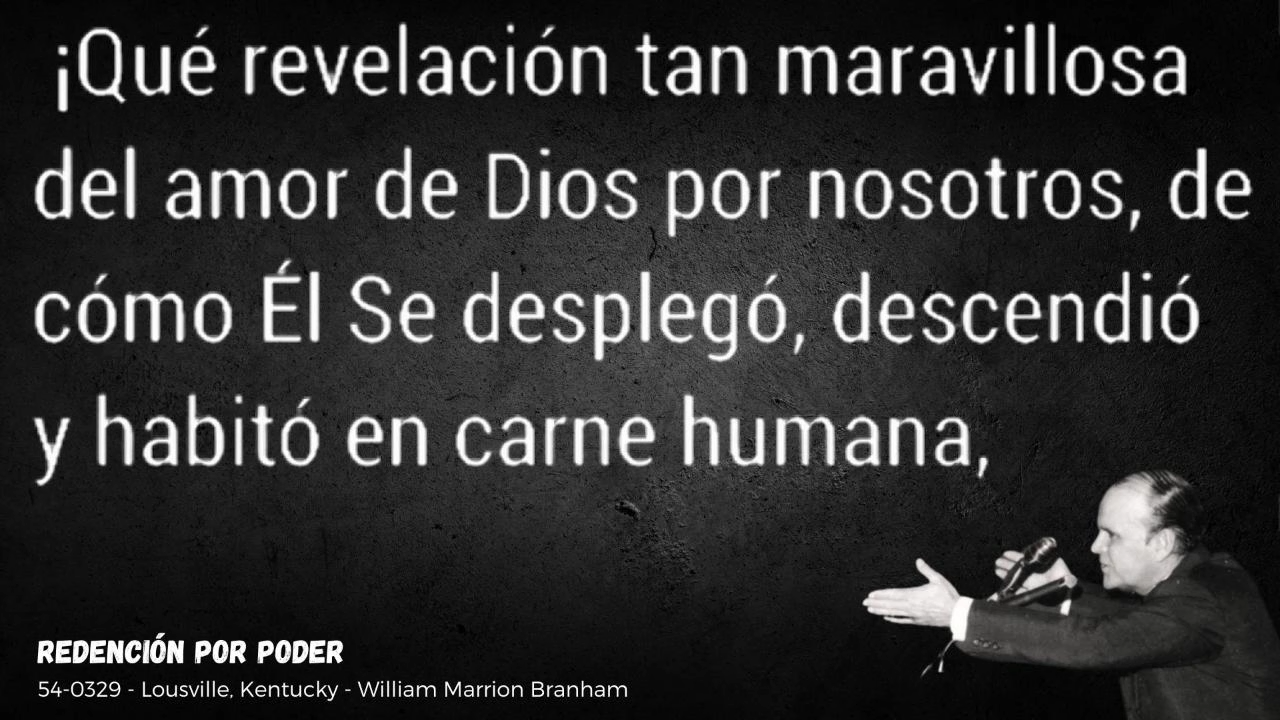 ¡Qué revelación tan maravillosa
del amor de Dios por nosotros, de
cómo Él Se desplegó, descendió
y habitó en carne humana,
REDENCIÓN POR PODER
54-0329 - Lousville, Kentucky - William Marrion Branham